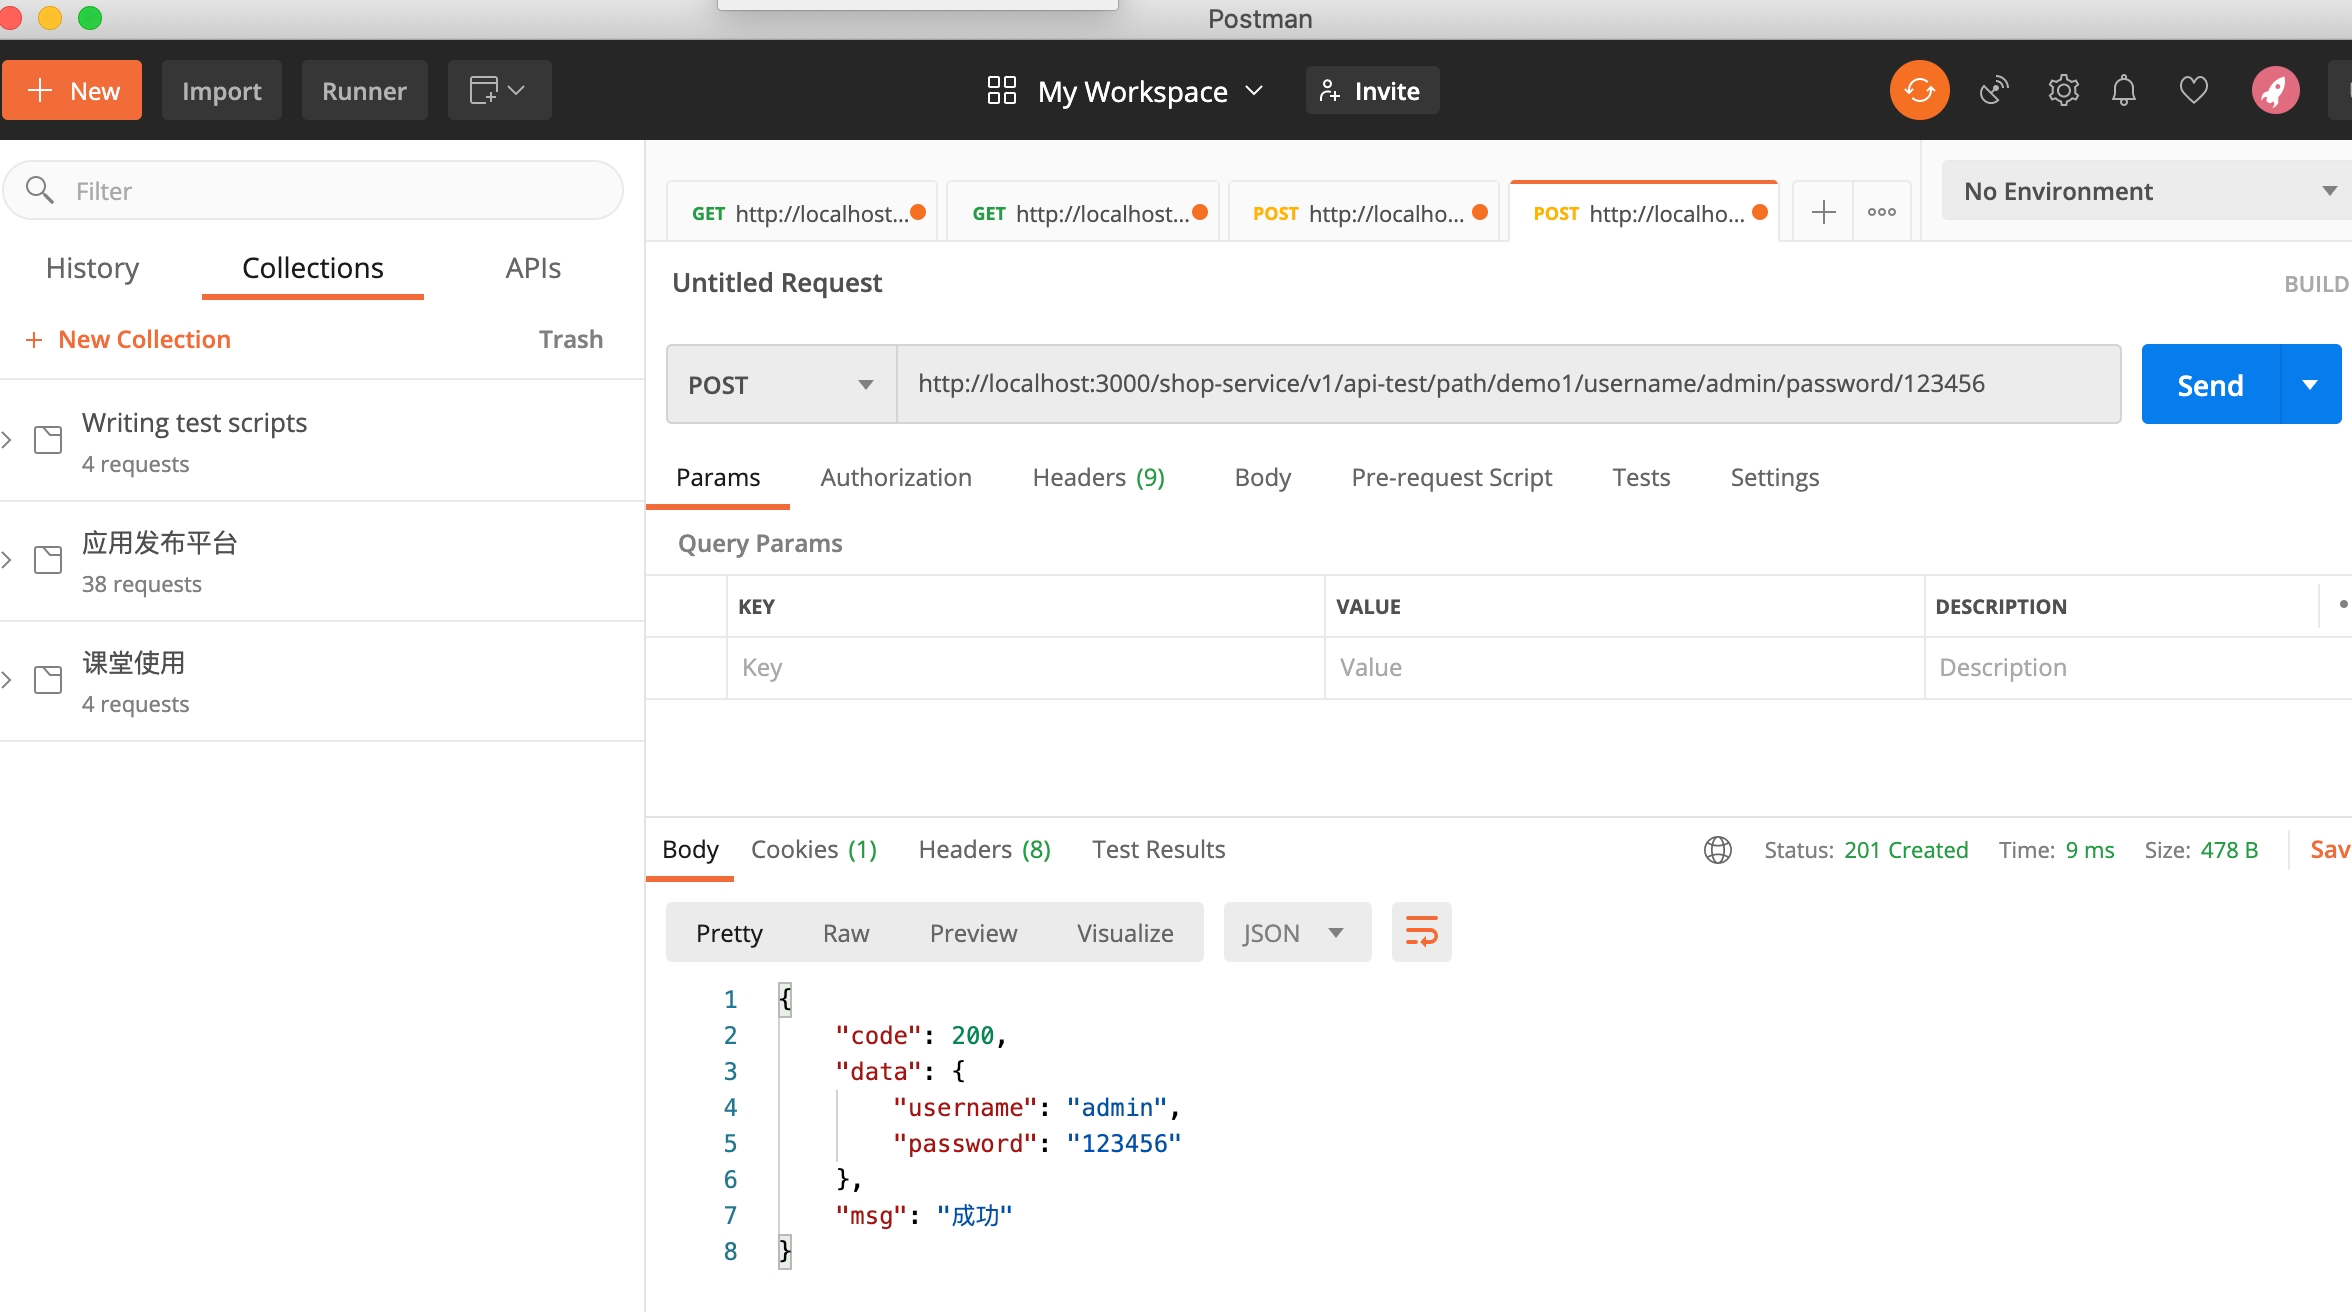 Postman
New
Import
Runner
My Workspace
Invite
Filter
History
Collections
APIs
+ New Collection
Trash
Writing test scripts
4 requests
应用发布平台
38 requests
课堂使用
4 requests
GET http://localhost...
GET http://localhost...
POST http://localho...
POST http://localho...
No Environment
Untitled Request
BUILD
POST
http://localhost:3000/shop-service/v1/api-test/path/demo1/username/admin/password/123456
Send
Params
Authorization
Headers (9)
Body
Pre-request Script
Tests
Settings
Query Params
KEY
VALUE
DESCRIPTION
Key
Value
Description
Body
Cookies (1)
Headers (8)
Test Results
Status: 201 Created
Time: 9 ms
Size: 478 B
Sav
Pretty
Raw
Preview
Visualize
JSON
1 {
2 "code": 200,
3 "data": {
4 "username": "admin",
5 "password": "123456"
6 },
7 "msg": "成功"
8 }